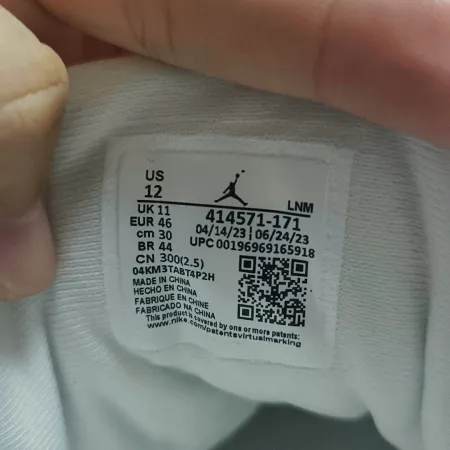 US
12
LNM
UK 11
EUR 46
cm 30
BR 44
414571-171
04/14/23 | 06/24/23
UPC 00196969165918
CN 300(2.5)
04KM3TABT4P2H
MADE IN CHINA
HECHO EN CHINA
FABRIQUE EN CHINE
FABRICADO NA CHINA
This product is covered by one or more patents:
www.nike.com/patentsvirtualmarking